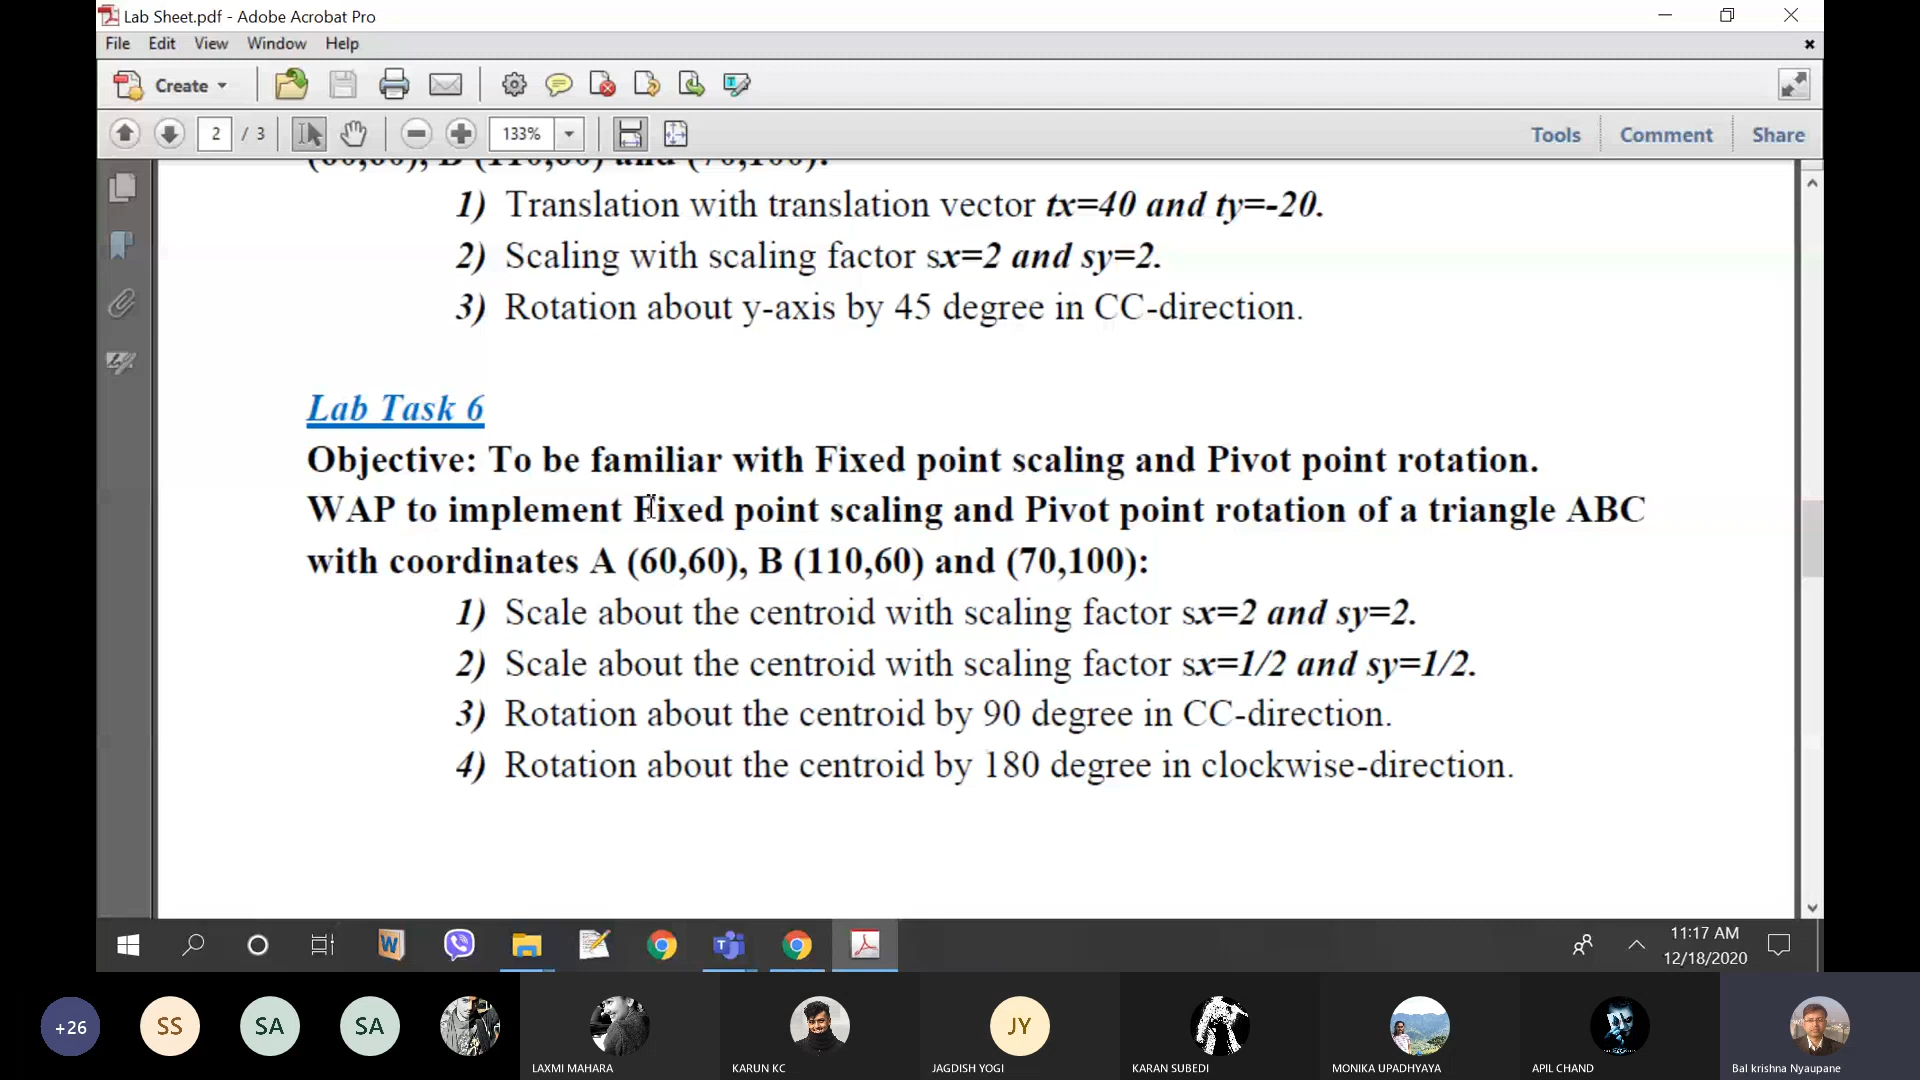 Lab Sheet.pdf - Adobe Acrobat Pro
File Edit View Window Help
Create
2 / 3 133% Tools Comment Share
(60,60), B (110,60) and (70,100):
1) Translation with translation vector tx=40 and ty=-20.
2) Scaling with scaling factor sx=2 and sy=2.
3) Rotation about y-axis by 45 degree in CC-direction.
Lab Task 6
Objective: To be familiar with Fixed point scaling and Pivot point rotation.
WAP to implement Fixed point scaling and Pivot point rotation of a triangle ABC
with coordinates A (60,60), B (110,60) and (70,100):
1) Scale about the centroid with scaling factor sx=2 and sy=2.
2) Scale about the centroid with scaling factor sx=1/2 and sy=1/2.
3) Rotation about the centroid by 90 degree in CC-direction.
4) Rotation about the centroid by 180 degree in clockwise-direction.
11:17 AM
12/18/2020
+26 SS SA SA JY
LAXMI MAHARA KARUN KC JAGDISH YOGI KARAN SUBEDI MONIKA UPADHYAYA APIL CHAND Bal krishna Nyaupane